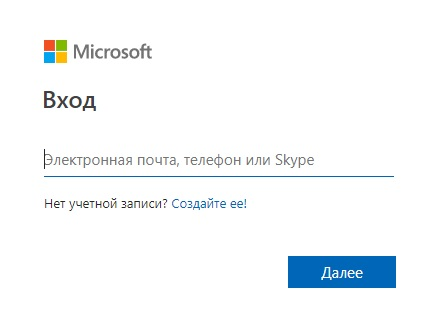 Microsoft
Вход
Электронная почта, телефон или Skype
Нет учетной записи? Создайте ее!
Далее